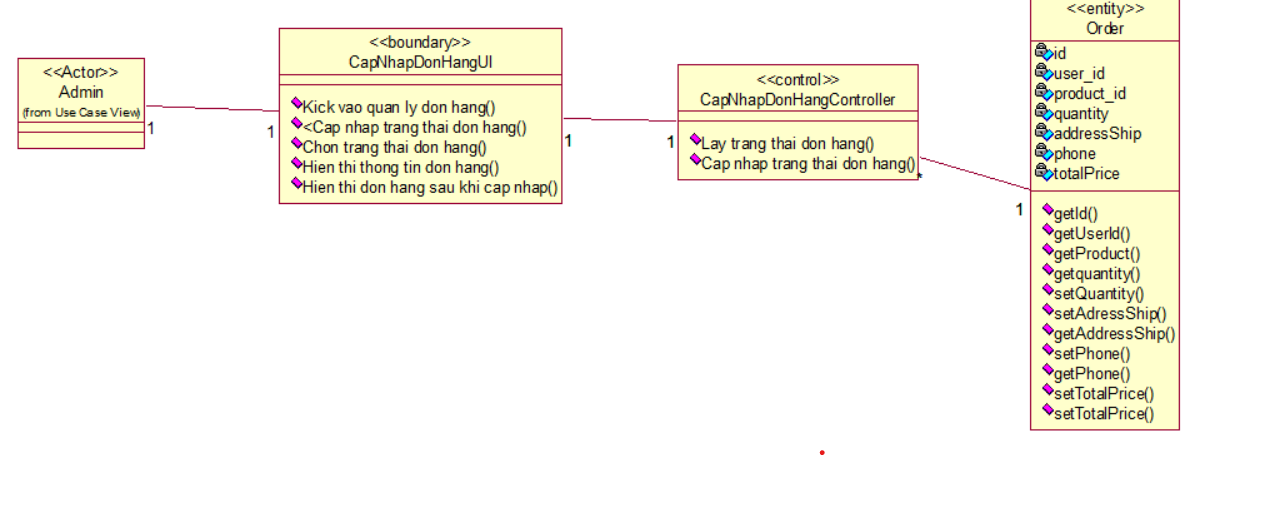 <<Actor>>
Admin
(from Use Case View)
1
1
<<boundary>>
CapNhapDonHangUI
Kick vao quan ly don hang()
<Cap nhap trang thai don hang()
Chon trang thai don hang()
Hien thi thong tin don hang()
Hien thi don hang sau khi cap nhap()
1
1
<<control>>
CapNhapDonHangController
Lay trang thai don hang()
Cap nhap trang thai don hang()
*
1
<<entity>>
Order
id
user_id
product_id
quantity
addressShip
phone
totalPrice
getId()
getUserId()
getProduct()
getquantity()
setQuantity()
setAdressShip()
getAddressShip()
setPhone()
getPhone()
setTotalPrice()
setTotalPrice()